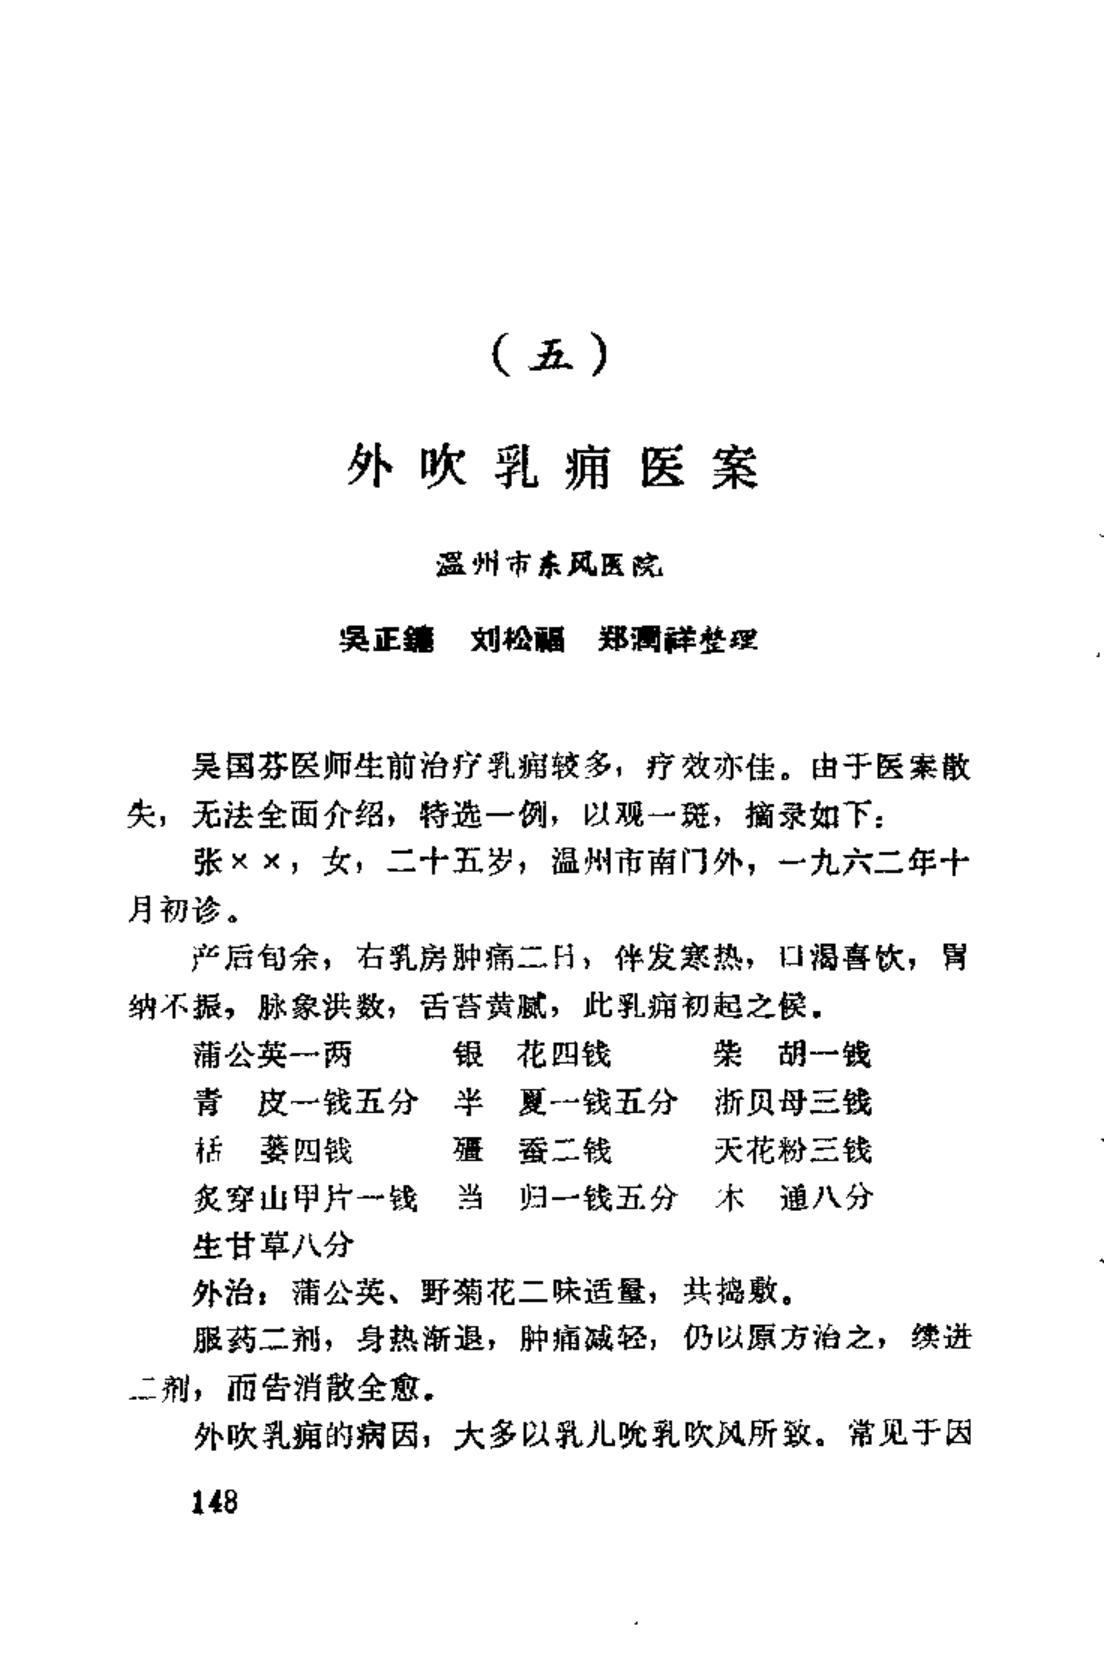 （五）
外吹乳痈医案
温州市东风医院
吳正鑣 刘松福 郑潤祥整理
吴国芬医师生前治疗乳痈较多，疗效亦佳。由于医案散
失，无法全面介绍，特选一例，以观一斑，摘录如下：
张××，女，二十五岁，温州市南门外，一九六二年十
月初诊。
产后旬余，右乳房肿痛二日，伴发寒热，口渴喜饮，胃
纳不振，脉象洪数，舌苔黄腻，此乳痈初起之候。
蒲公英一两 银 花四钱 柴 胡一钱
青 皮一钱五分 半 夏一钱五分 浙贝母三钱
栝 蒌四钱 殭 蚕二钱 天花粉三钱
炙穿山甲片一钱 当 归一钱五分 木 通八分
生甘草八分
外治：蒲公英、野菊花二味适量，共捣敷。
服药二剂，身热渐退，肿痛减轻，仍以原方治之，续进
二剂，而告消散全愈。
外吹乳痈的病因，大多以乳儿吮乳吹风所致。常见于因
148